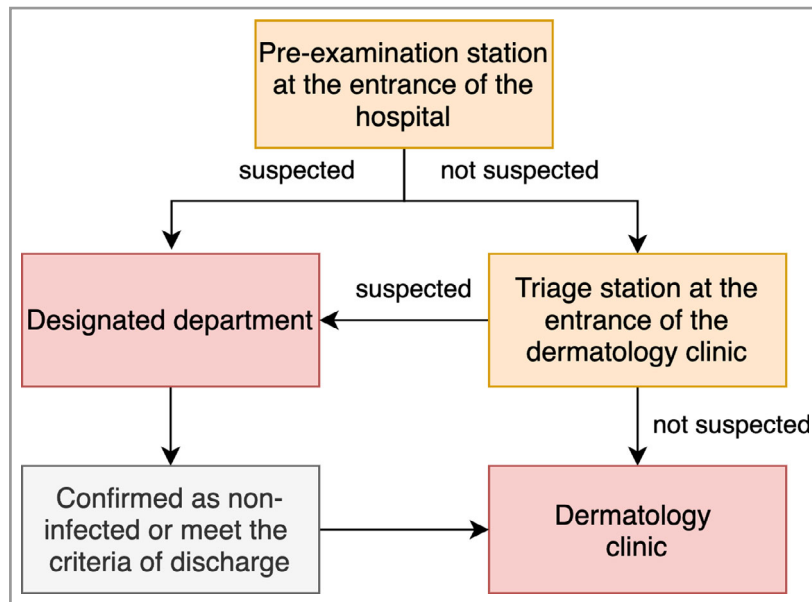 Pre-examination station
at the entrance of the
hospital
suspected
not suspected
Designated department
suspected
Triage station at the
entrance of the
dermatology clinic
not suspected
Confirmed as non-
infected or meet the
criteria of discharge
Dermatology
clinic